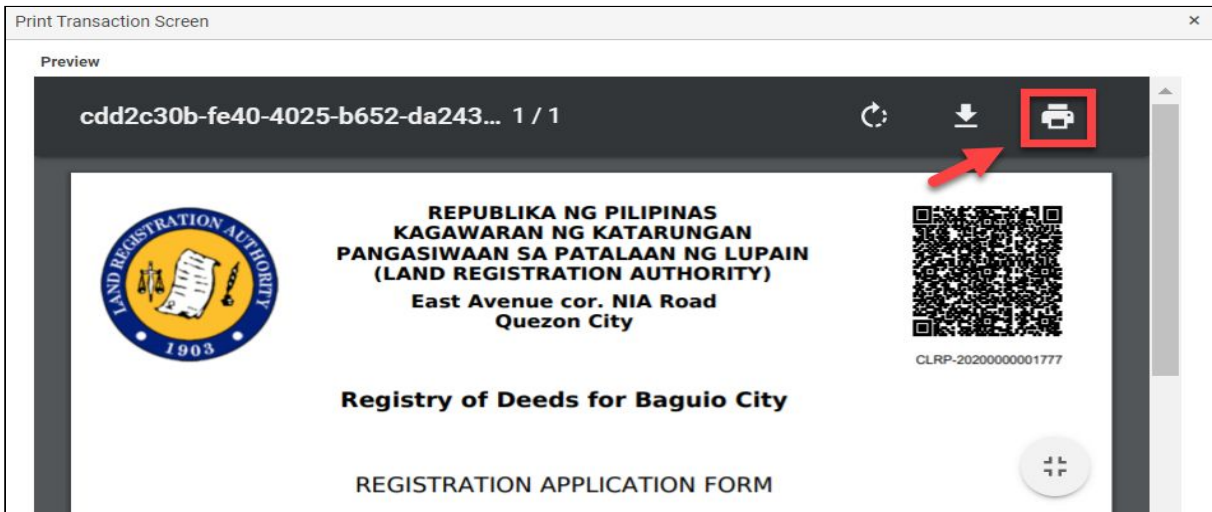 Print Transaction Screen ×
Preview
cdd2c30b-fe40-4025-b652-da243... 1 / 1
LAND REGISTRATION AUTHORITY
1903
REPUBLIKA NG PILIPINAS
KAGAWARAN NG KATARUNGAN
PANGASIWAAN SA PATALAAN NG LUPAIN
(LAND REGISTRATION AUTHORITY)
East Avenue cor. NIA Road
Quezon City
CLRP-20200000001777
Registry of Deeds for Baguio City
REGISTRATION APPLICATION FORM